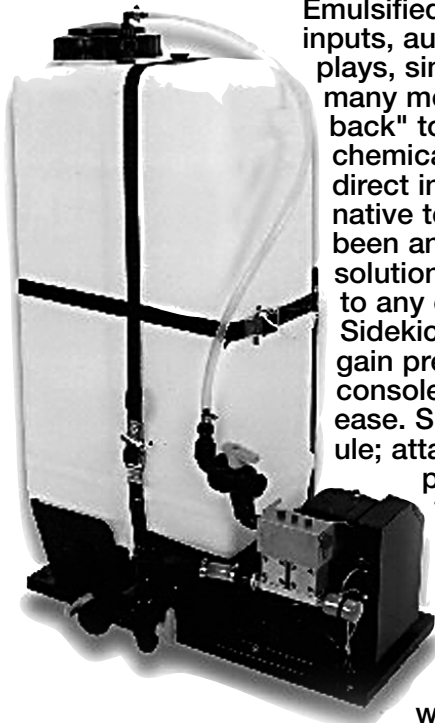 Emulsified
inputs, au
plays, sin
many mo
back" to
chemica
direct in
native to
been an
solution
to any
Sidekic
gain pre
console
ease. S
ule; atta
p
w